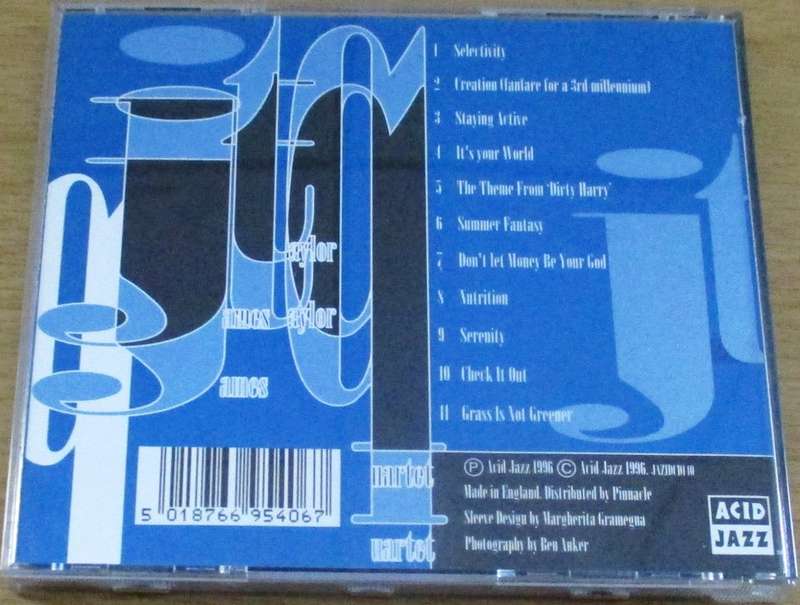 1 Selectivity
2 Creation (fanfare for a 3rd millennium)
3 Staying Active
4 It's your World
5 The Theme From 'Dirty Harry'
6 Summer Fantasy
7 Don't let Money Be Your God
8 Nutrition
9 Serenity
10 Check It Out
11 Grass Is Not Greener
j t q
aylor
ames aylor
ames
uartet
uartet
j t
q
5 018766 954067
Ⓟ Acid Jazz 1996 © Acid Jazz 1996.
Made in England. Distributed by Pinnacle
Sleeve Design by Margherita Gramegna
Photography by Ben Anker
ACID
JAZZ